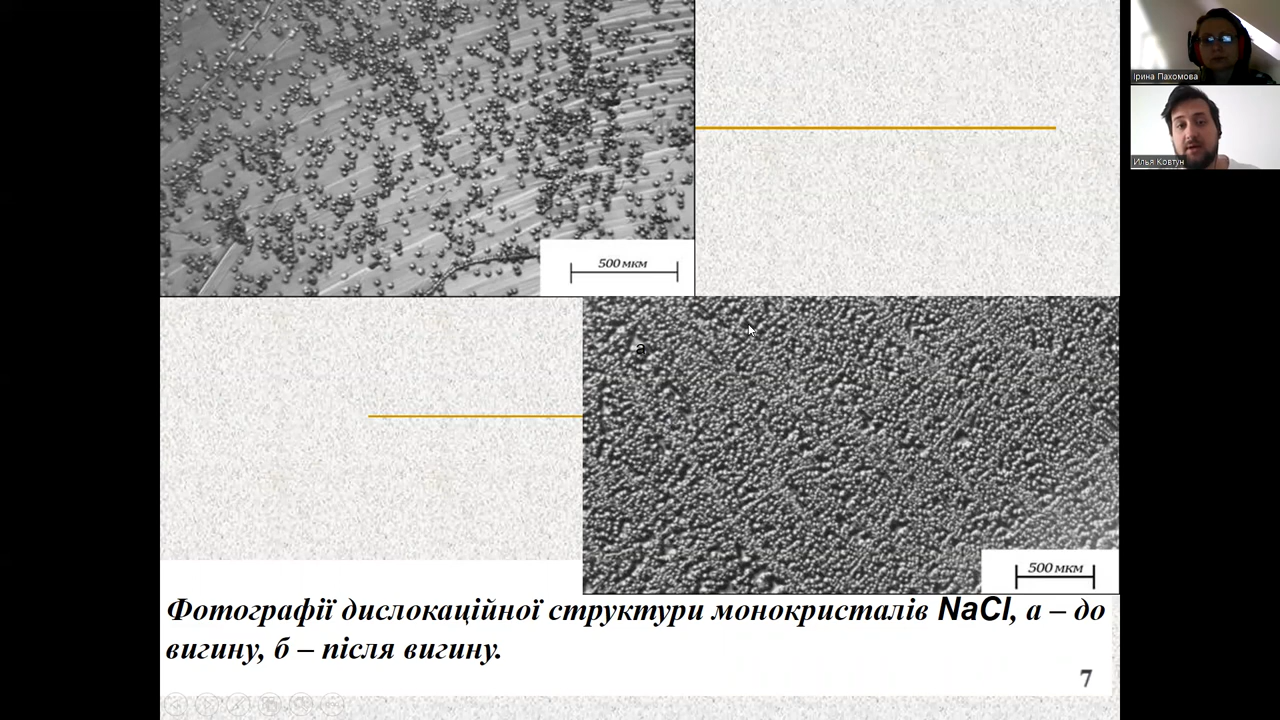 500 мкм
Ірина Пахомова
Илья Ковтун
а
500 мкм
Фотографії дислокаційної структури монокристалів NaCl, а – до
вигину, б – після вигину.
7